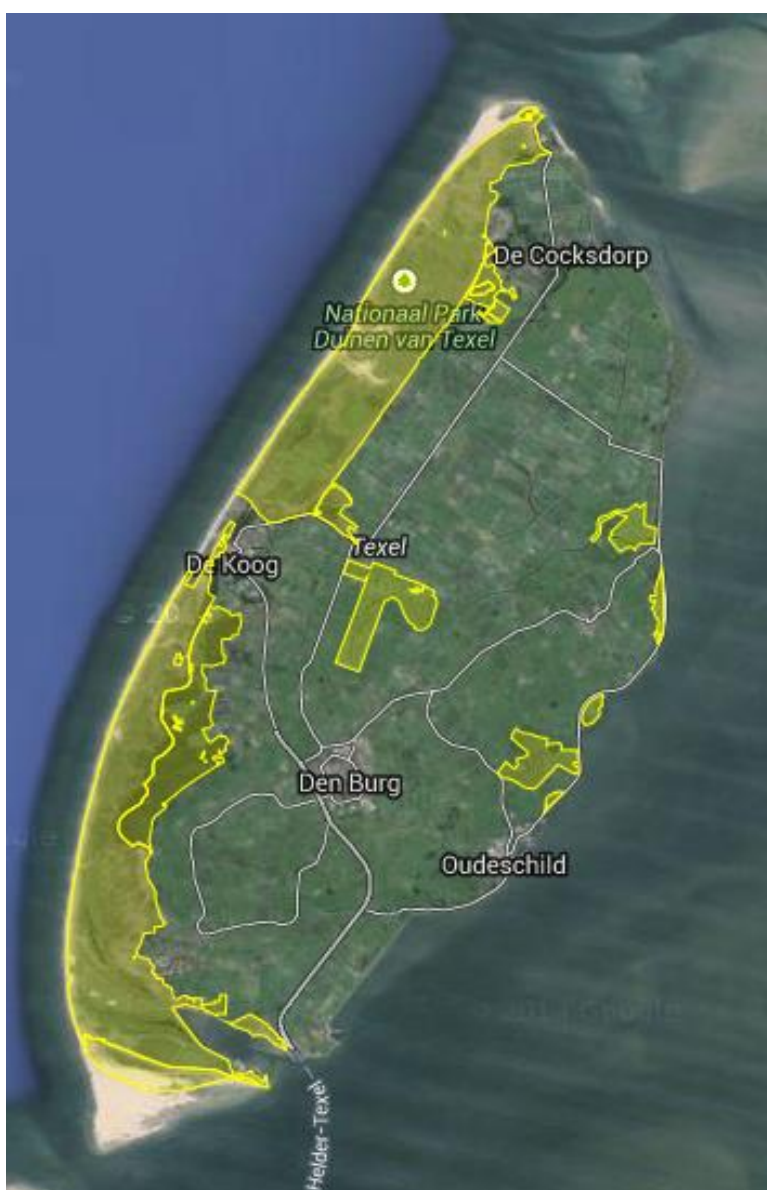 De Cocksdorp
Nationaal Park
Duinen van Texel
Texel
De Koog
Den Burg
Oudeschild
Helder-Texel